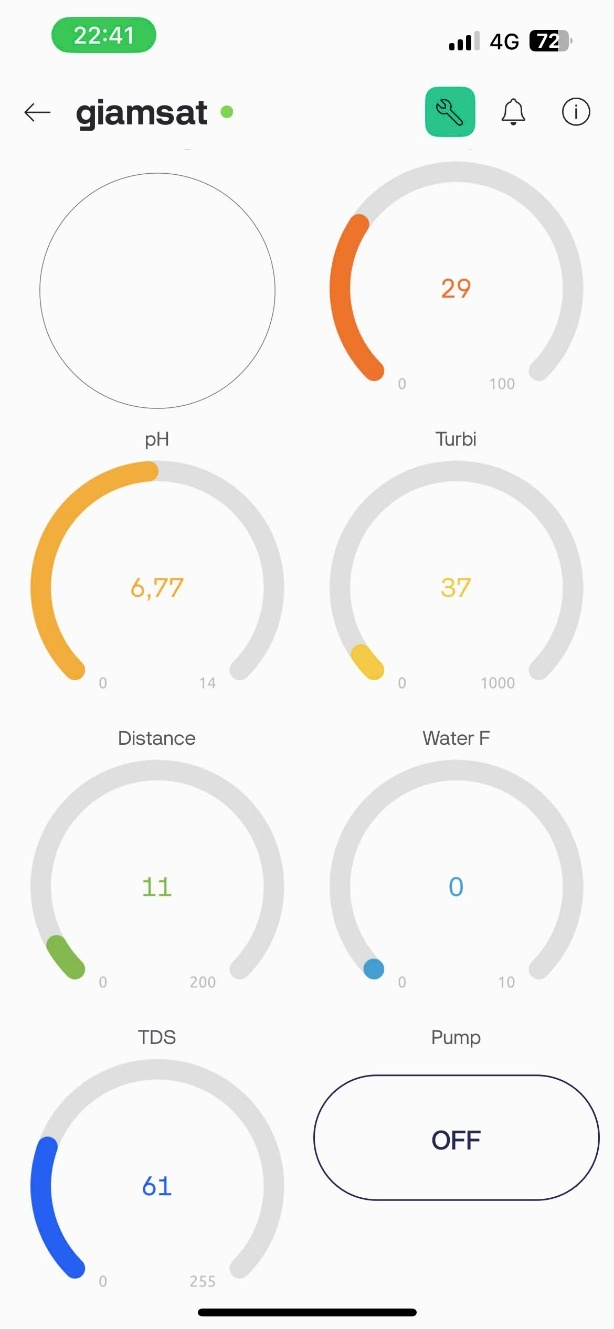 22:41 4G 72
giamsat
29
0 100
pH Turbi
6,77 37
0 14 0 1000
Distance Water F
11 0
0 200 0 10
TDS Pump
61 OFF
0 255